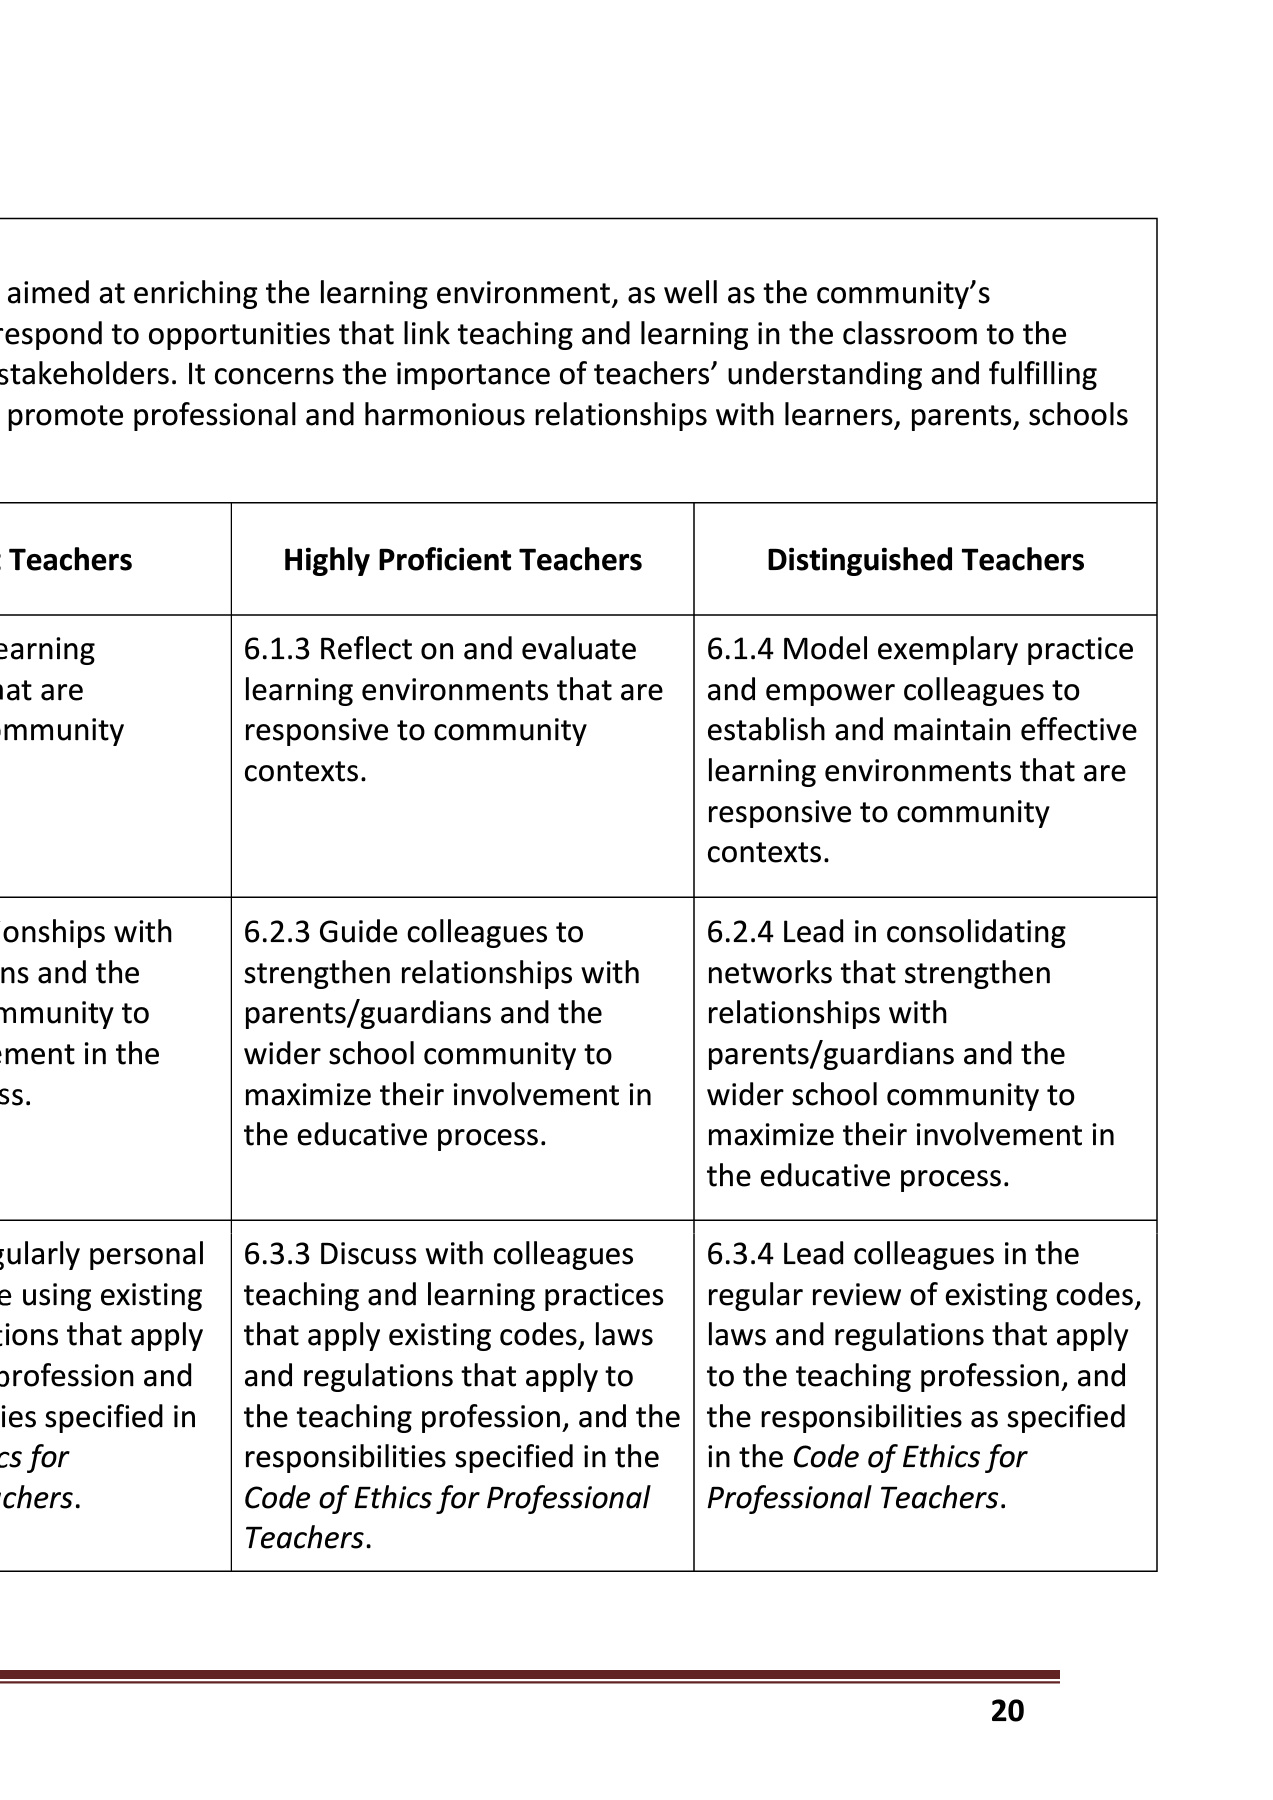 aimed at enriching the learning environment, as well as the community’s
respond to opportunities that link teaching and learning in the classroom to the
stakeholders. It concerns the importance of teachers’ understanding and fulfilling
promote professional and harmonious relationships with learners, parents, schools
Teachers
Highly Proficient Teachers
Distinguished Teachers
earning
hat are
ommunity
6.1.3 Reflect on and evaluate
learning environments that are
responsive to community
contexts.
6.1.4 Model exemplary practice
and empower colleagues to
establish and maintain effective
learning environments that are
responsive to community
contexts.
onships with
ns and the
mmunity to
ement in the
ss.
6.2.3 Guide colleagues to
strengthen relationships with
parents/guardians and the
wider school community to
maximize their involvement in
the educative process.
6.2.4 Lead in consolidating
networks that strengthen
relationships with
parents/guardians and the
wider school community to
maximize their involvement in
the educative process.
gularly personal
e using existing
tions that apply
profession and
ies specified in
cs for
achers.
6.3.3 Discuss with colleagues
teaching and learning practices
that apply existing codes, laws
and regulations that apply to
the teaching profession, and the
responsibilities specified in the
Code of Ethics for Professional
Teachers.
6.3.4 Lead colleagues in the
regular review of existing codes,
laws and regulations that apply
to the teaching profession, and
the responsibilities as specified
in the Code of Ethics for
Professional Teachers.
20